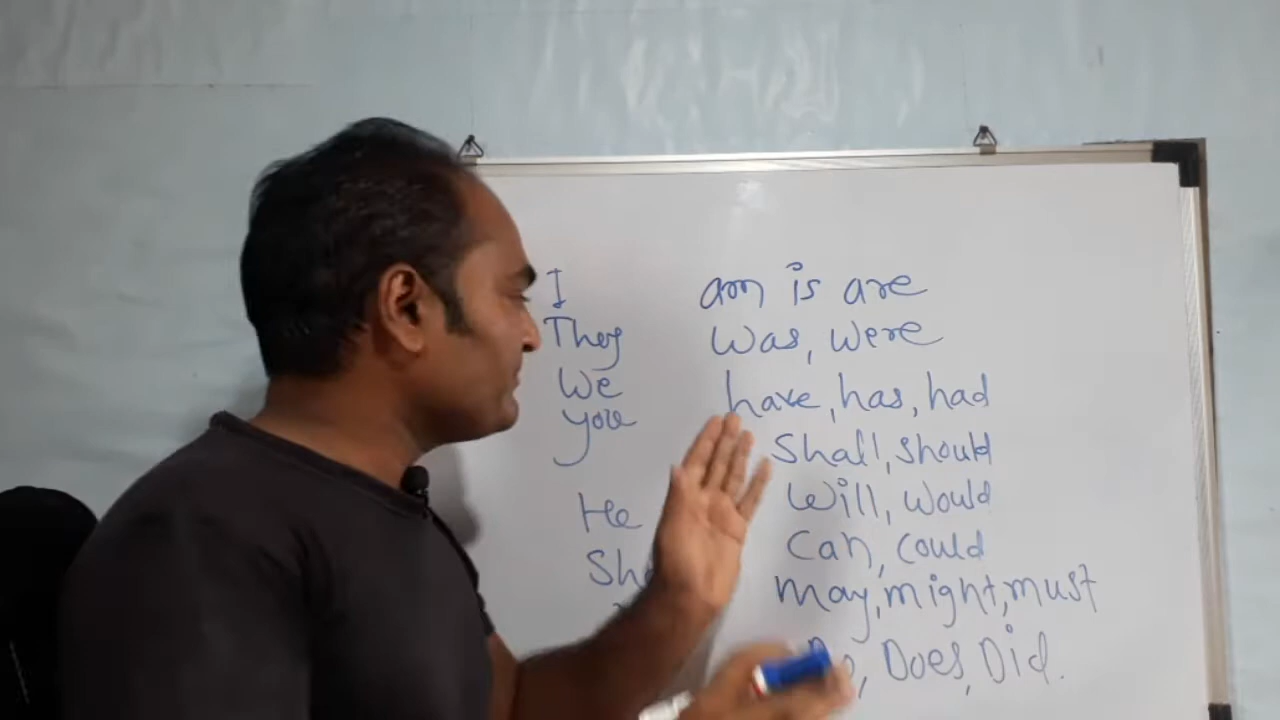 I am is are
They was, were
We have, has, had
you
Shall, should
He will, would
can, could
may, might, must
Does, Did.